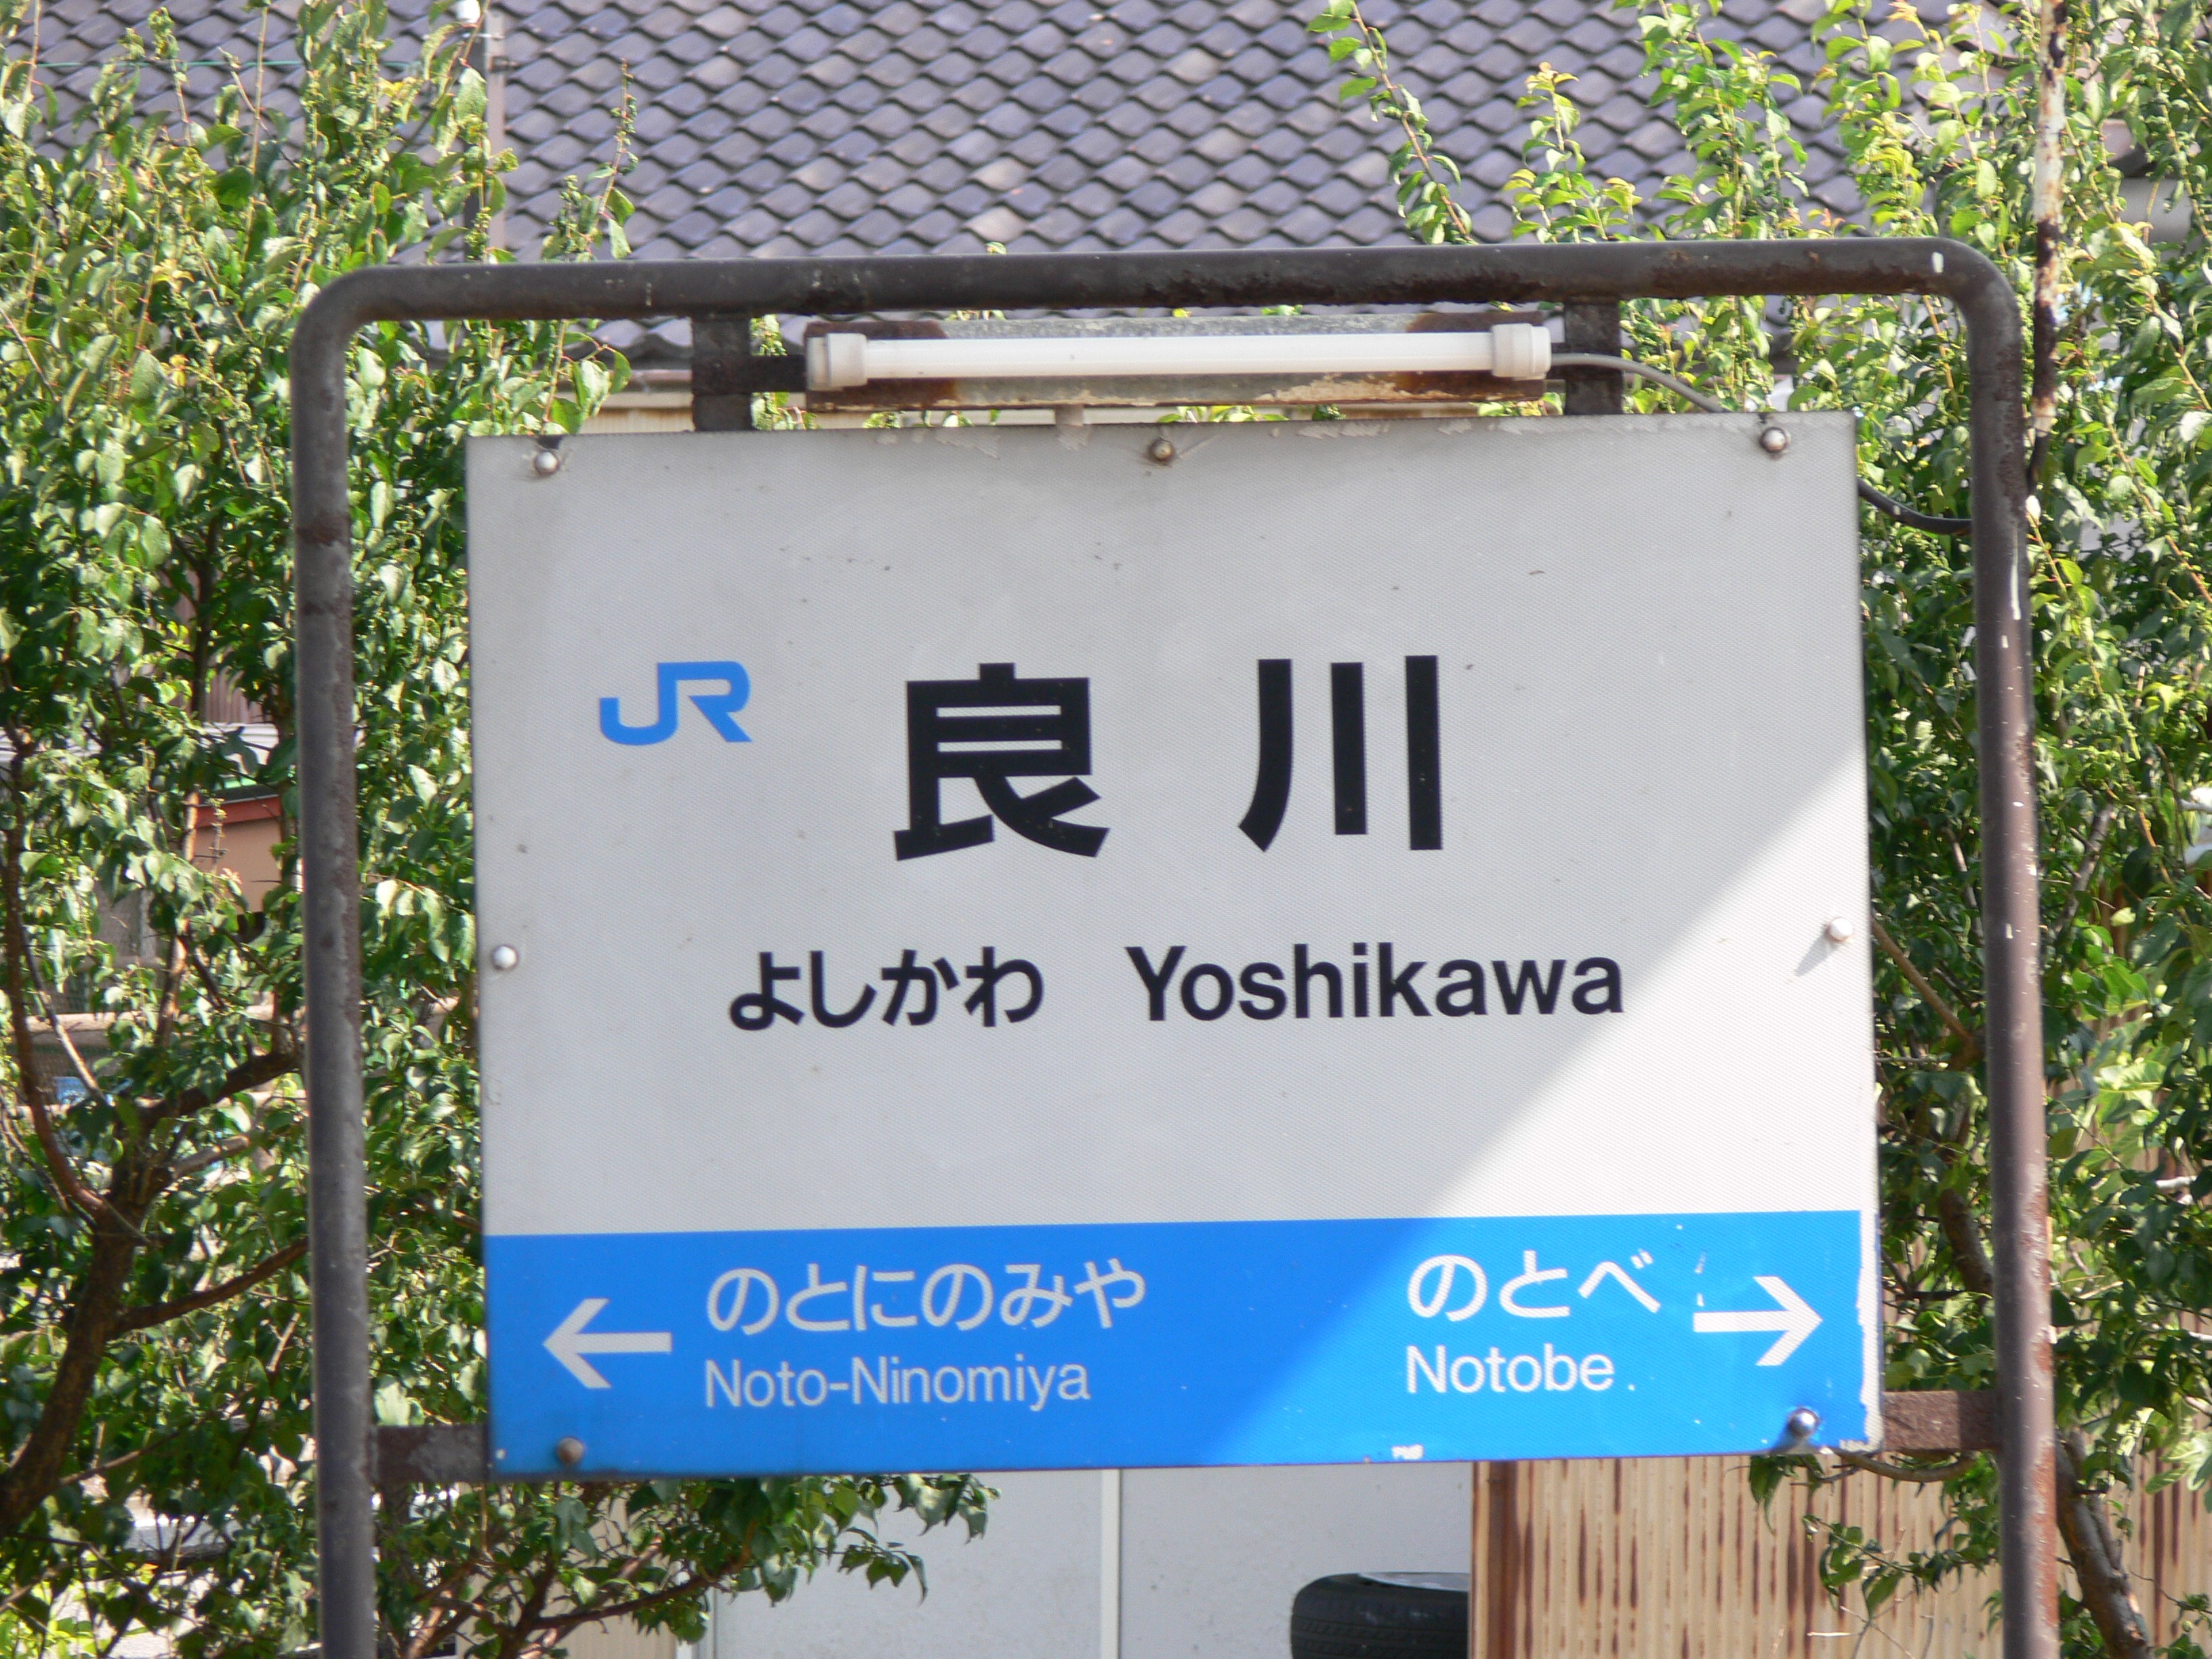 JR 良川
よしかわ Yoshikawa
← のとにのみや のとべ →
Noto-Ninomiya Notobe